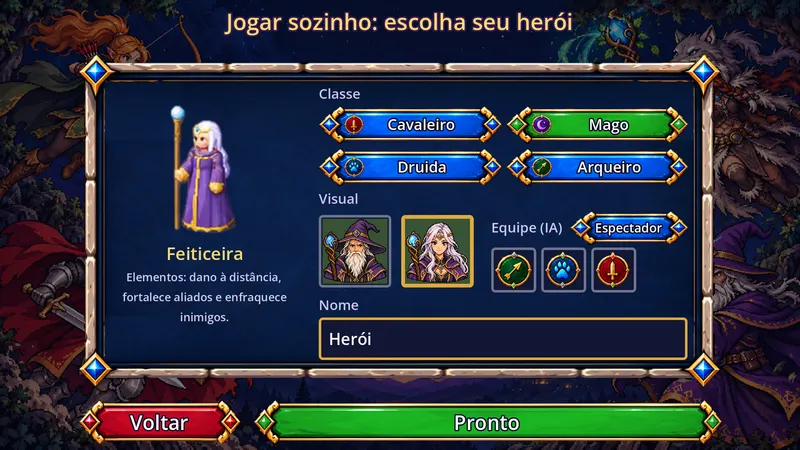 Jogar sozinho: escolha seu herói
Classe
Cavaleiro
Mago
Druida
Arqueiro
Visual
Equipe (IA)
Espectador
Feiticeira
Elementos: dano à distância,
fortalece aliados e enfraquece
inimigos.
Nome
Herói
Voltar
Pronto